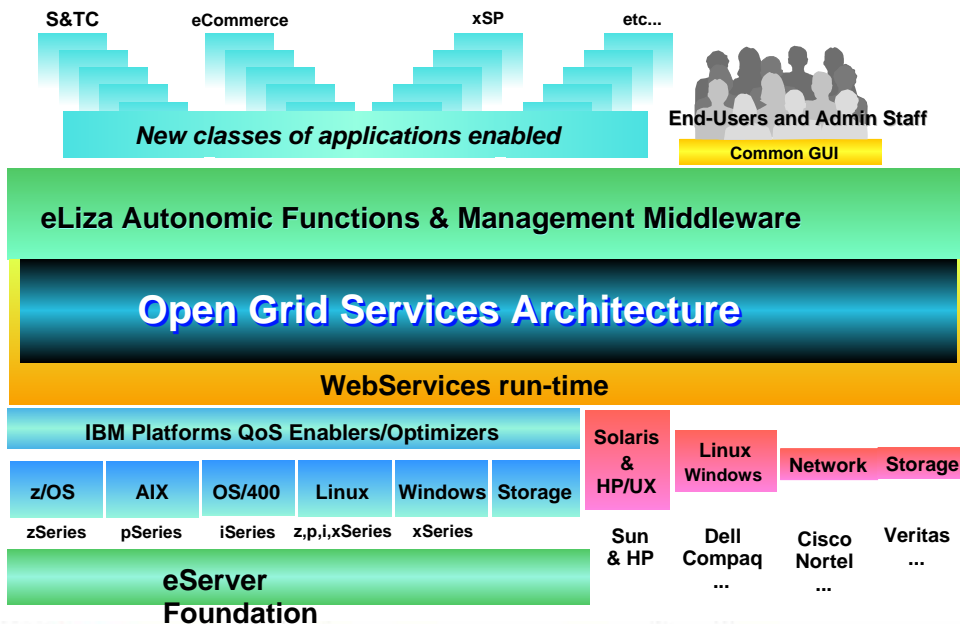 S&TC
eCommerce
xSP
etc...
New classes of applications enabled
End-Users and Admin Staff
Common GUI
eLiza Autonomic Functions & Management Middleware
Open Grid Services Architecture
WebServices run-time
IBM Platforms QoS Enablers/Optimizers
z/OS
AIX
OS/400
Linux
Windows
Storage
zSeries
pSeries
iSeries
z,p,i,xSeries
xSeries
Solaris
&
HP/UX
Linux
Windows
Network
Storage
Sun
& HP
Dell
Compaq
...
Cisco
Nortel
...
Veritas
...
eServer
Foundation